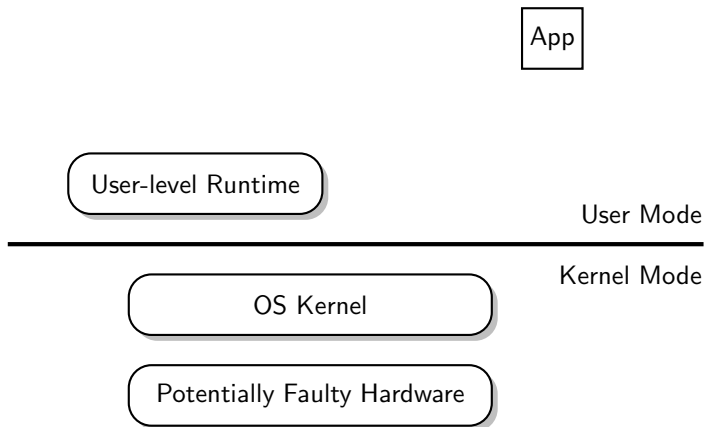 App
User-level Runtime
User Mode
Kernel Mode
OS Kernel
Potentially Faulty Hardware